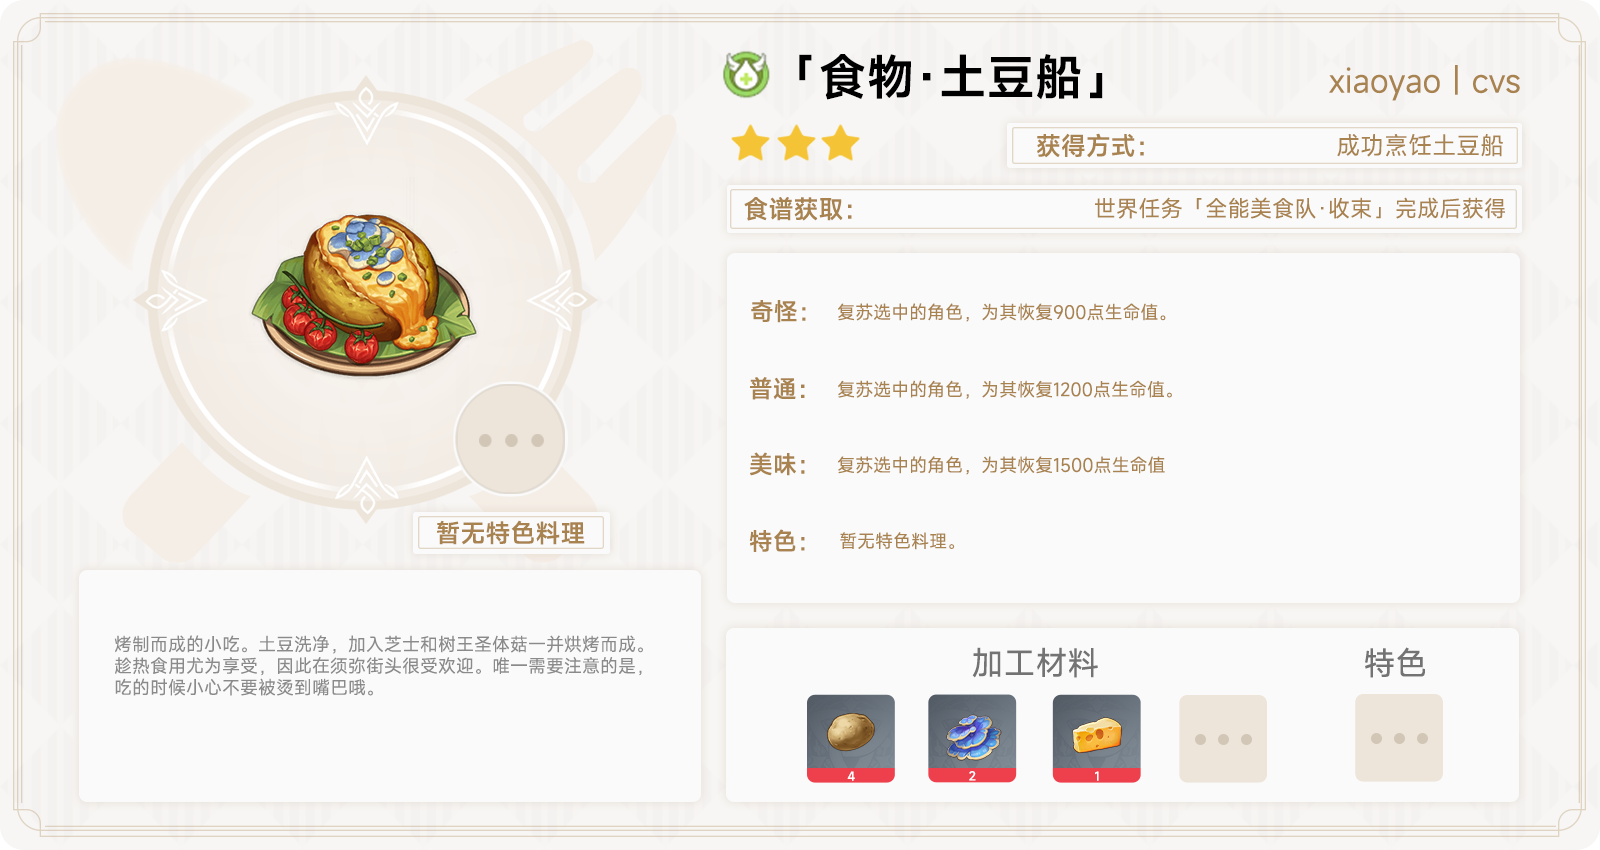 「食物·土豆船」
xiaoyao | cvs
获得方式：
成功烹饪土豆船
食谱获取：
世界任务「全能美食队·收束」完成后获得
奇怪：
复苏选中的角色，为其恢复900点生命值。
普通：
复苏选中的角色，为其恢复1200点生命值。
美味：
复苏选中的角色，为其恢复1500点生命值
特色：
暂无特色料理。
暂无特色料理
烤制而成的小吃。土豆洗净，加入芝士和树王圣体菇一并烘烤而成。
趁热食用尤为享受，因此在须弥街头很受欢迎。唯一需要注意的是，
吃的时候小心不要被烫到嘴巴哦。
加工材料
特色
4
2
1